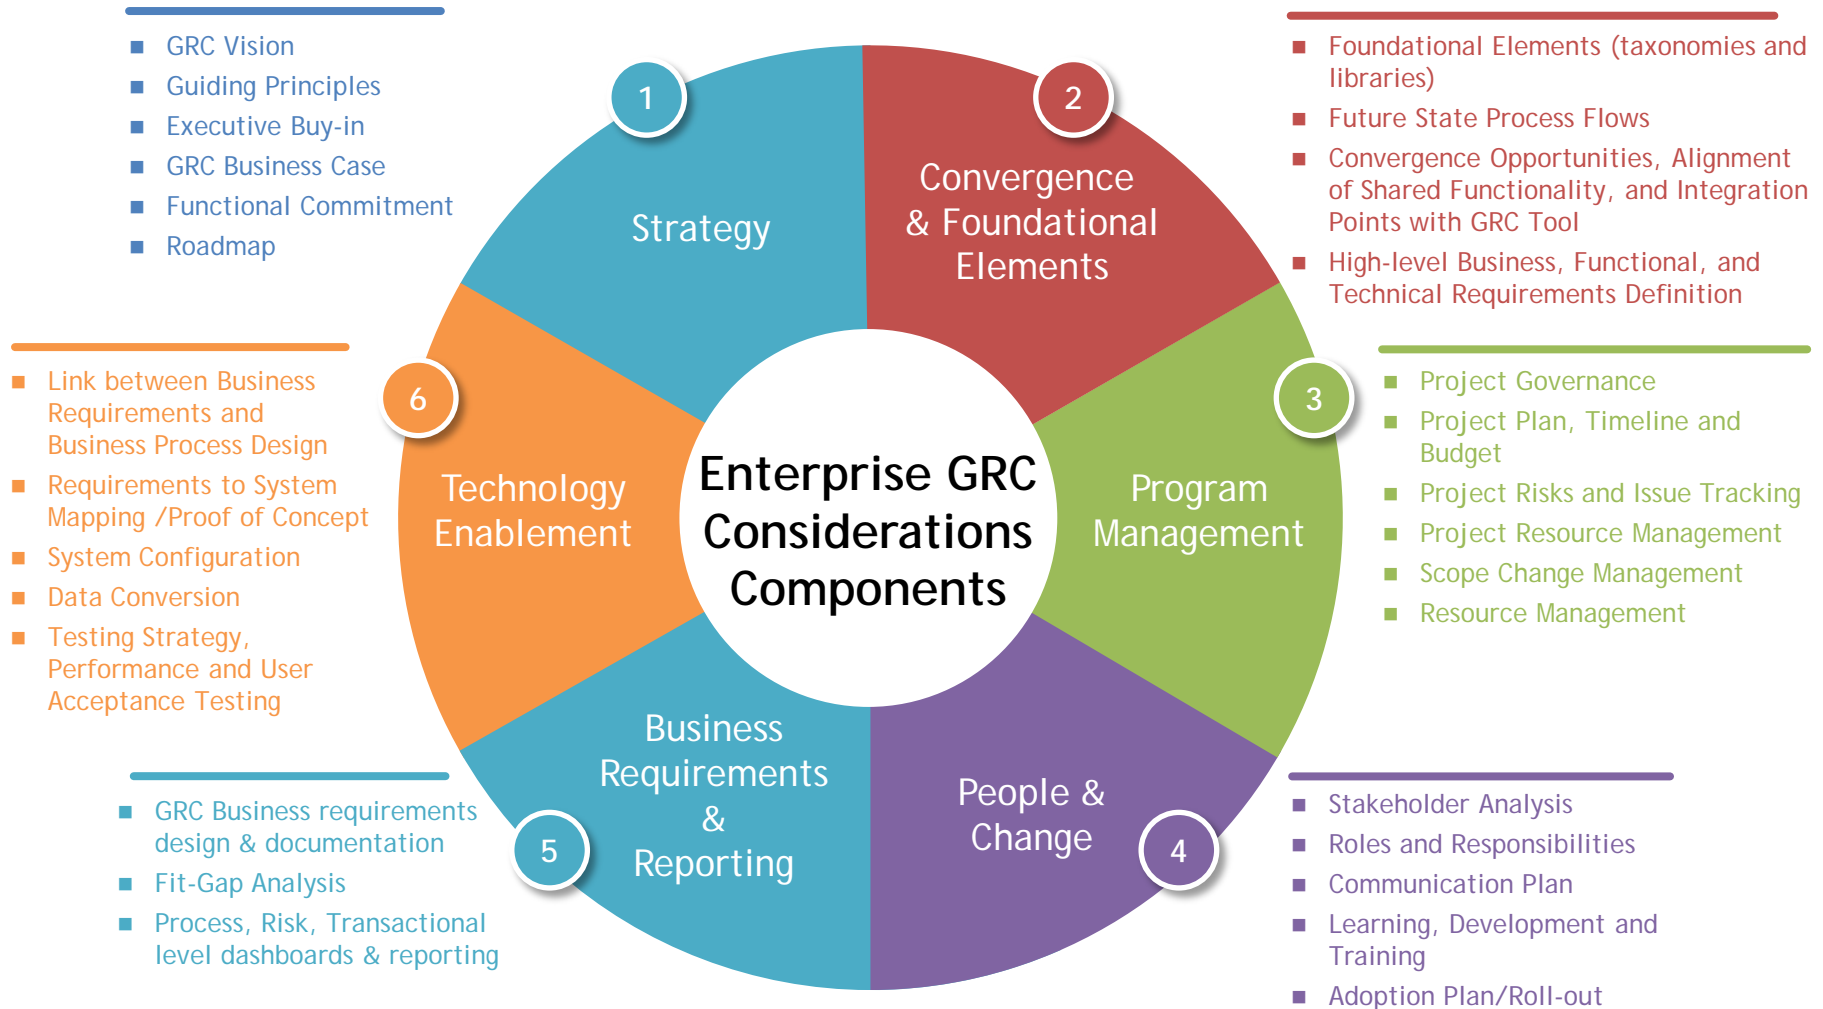 GRC Vision
Guiding Principles
Executive Buy-in
GRC Business Case
Functional Commitment
Roadmap
1
Strategy
2
Convergence
& Foundational
Elements
Foundational Elements (taxonomies and
libraries)
Future State Process Flows
Convergence Opportunities, Alignment
of Shared Functionality, and Integration
Points with GRC Tool
High-level Business, Functional, and
Technical Requirements Definition
3
Program
Management
Project Governance
Project Plan, Timeline and
Budget
Project Risks and Issue Tracking
Project Resource Management
Scope Change Management
Resource Management
Enterprise GRC
Considerations
Components
6
Technology
Enablement
Link between Business
Requirements and
Business Process Design
Requirements to System
Mapping /Proof of Concept
System Configuration
Data Conversion
Testing Strategy,
Performance and User
Acceptance Testing
5
Business
Requirements
&
Reporting
GRC Business requirements
design & documentation
Fit-Gap Analysis
Process, Risk, Transactional
level dashboards & reporting
4
People &
Change
Stakeholder Analysis
Roles and Responsibilities
Communication Plan
Learning, Development and
Training
Adoption Plan/Roll-out